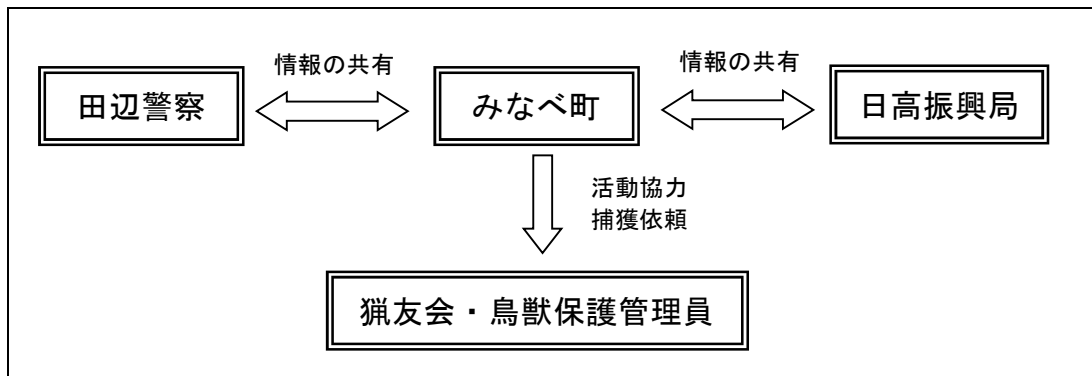 情報の共有
情報の共有
田辺警察
みなべ町
日高振興局
活動協力
捕獲依頼
猟友会・鳥獣保護管理員